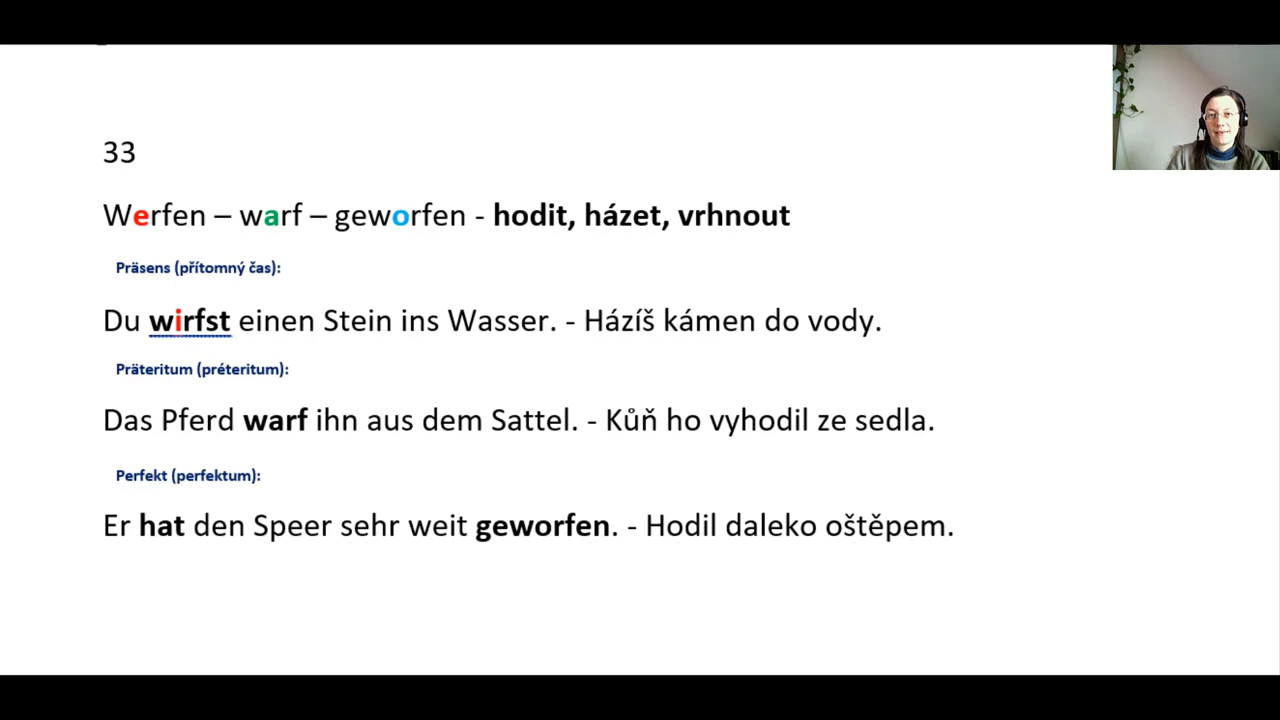 33
Werfen – warf – geworfen - hodit, házet, vrhnout
Präsens (přítomný čas):
Du wirfst einen Stein ins Wasser. - Házíš kámen do vody.
Präteritum (préteritum):
Das Pferd warf ihn aus dem Sattel. - Kůň ho vyhodil ze sedla.
Perfekt (perfektum):
Er hat den Speer sehr weit geworfen. - Hodil daleko oštěpem.